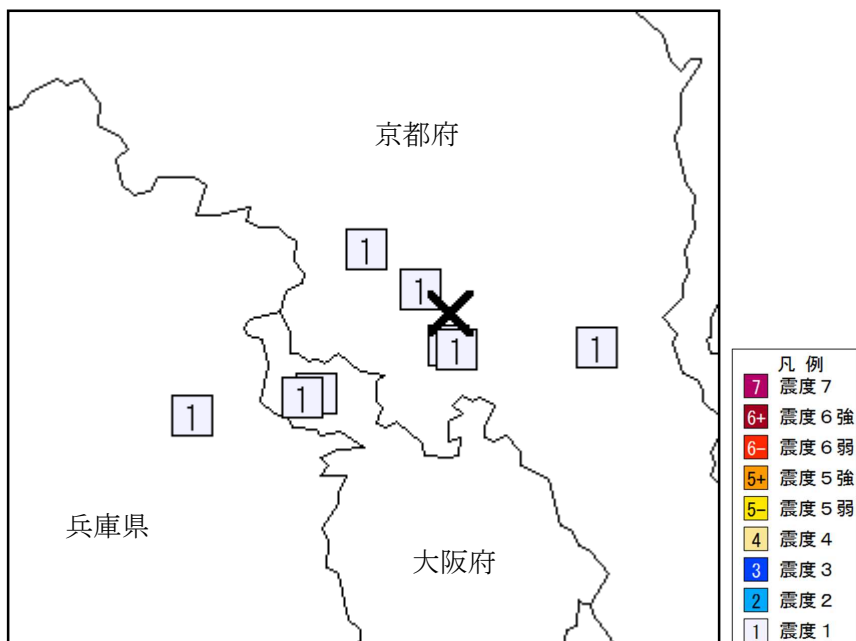 京都府
1
1
1
1
1
1
兵庫県
大阪府
凡 例
7 震度７
6+ 震度６強
6- 震度６弱
5+ 震度５強
5- 震度５弱
4 震度４
3 震度３
2 震度２
1 震度１